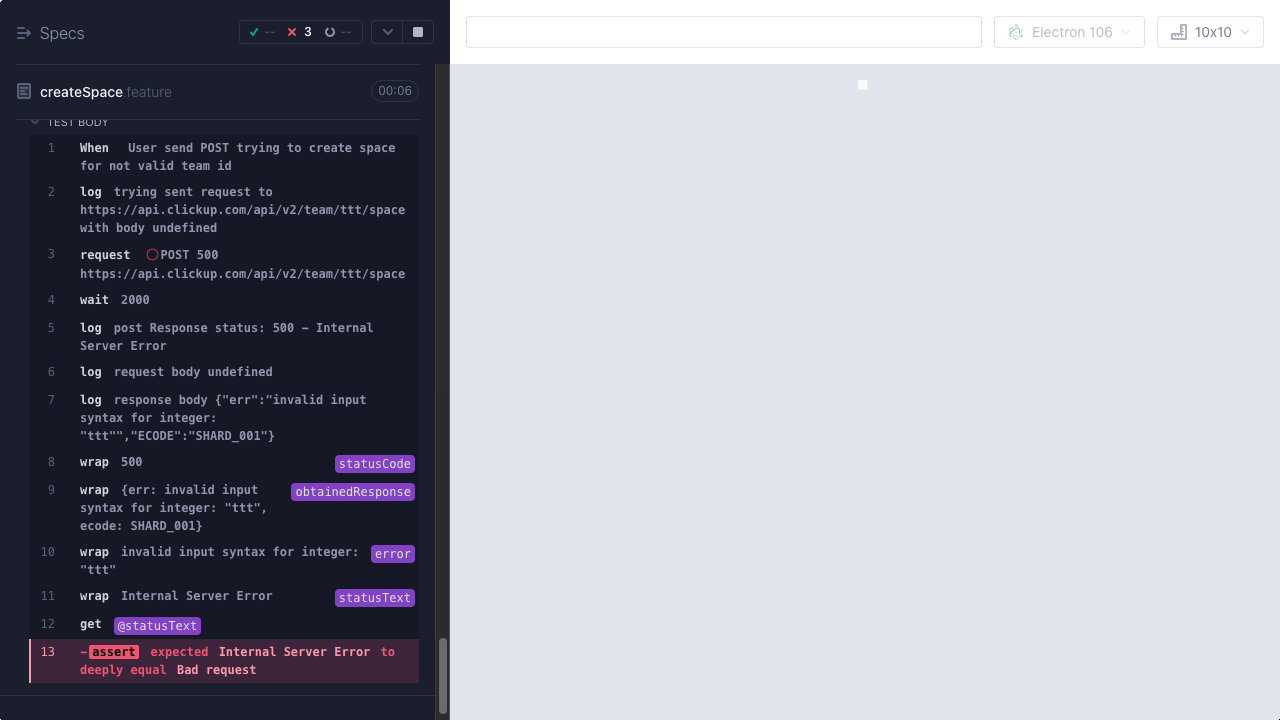 Specs
--
3
--
Electron 106
10x10
createSpace.feature
00:06
TEST BODY
1 When User send POST trying to create space
for not valid team id
2 log trying sent request to
https://api.clickup.com/api/v2/team/ttt/space
with body undefined
3 request POST 500
https://api.clickup.com/api/v2/team/ttt/space
4 wait 2000
5 log post Response status: 500 - Internal
Server Error
6 log request body undefined
7 log response body {"err":"invalid input
syntax for integer:
\"ttt\"","ECODE":"SHARD_001"}
8 wrap 500 statusCode
9 wrap {err: invalid input obtainedResponse
syntax for integer: "ttt",
ecode: SHARD_001}
10 wrap invalid input syntax for integer: error
"ttt"
11 wrap Internal Server Error statusText
12 get @statusText
13 -assert expected Internal Server Error to
deeply equal Bad request